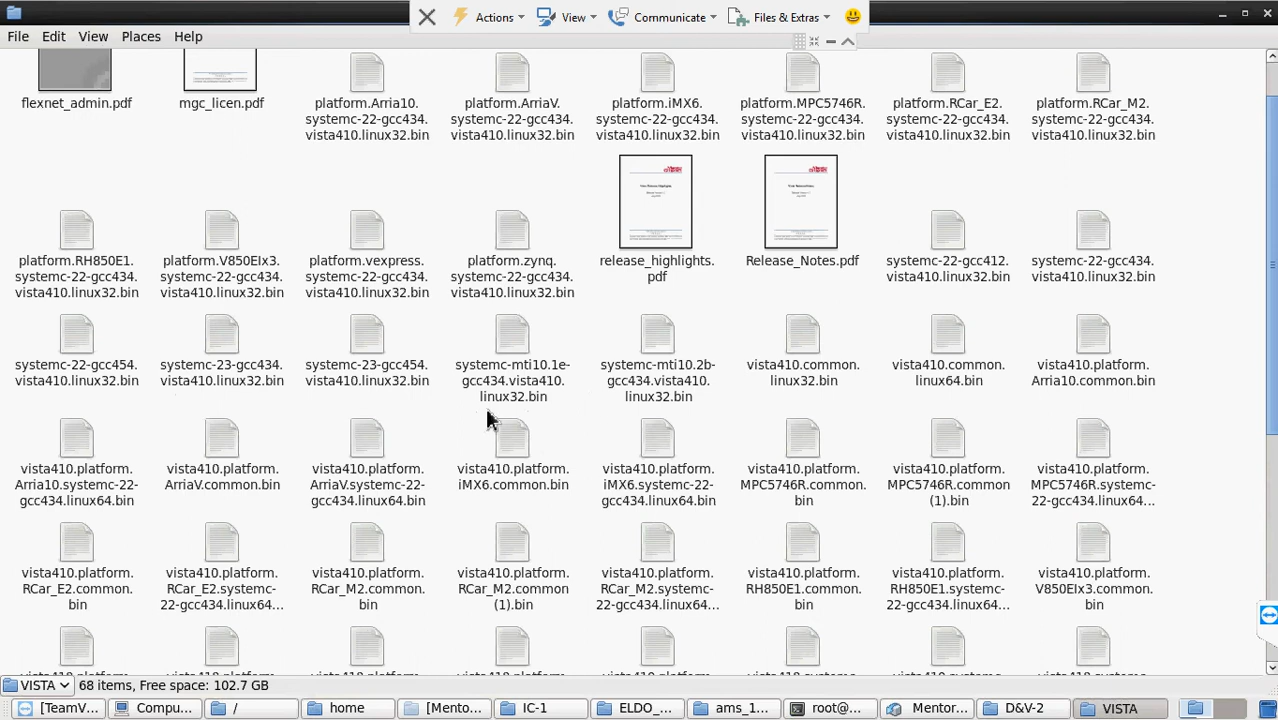 Actions
View
Communicate
Files & Extras
File Edit View Places Help
flexnet_admin.pdf
mgc_licen.pdf
platform.Arria10.
systemc-22-gcc434.
vista410.linux32.bin
platform.ArriaV.
systemc-22-gcc434.
vista410.linux32.bin
platform.iMX6.
systemc-22-gcc434.
vista410.linux32.bin
platform.MPC5746R.
systemc-22-gcc434.
vista410.linux32.bin
platform.RCar_E2.
systemc-22-gcc434.
vista410.linux32.bin
platform.RCar_M2.
systemc-22-gcc434.
vista410.linux32.bin
platform.RH850E1.
systemc-22-gcc434.
vista410.linux32.bin
platform.V850EIx3.
systemc-22-gcc434.
vista410.linux32.bin
platform.vexpress.
systemc-22-gcc434.
vista410.linux32.bin
platform.zynq.
systemc-22-gcc434.
vista410.linux32.bin
release_highlights.
pdf
Release_Notes.pdf
systemc-22-gcc412.
vista410.linux32.bin
systemc-22-gcc434.
vista410.linux32.bin
systemc-22-gcc454.
vista410.linux32.bin
systemc-23-gcc434.
vista410.linux32.bin
systemc-23-gcc454.
vista410.linux32.bin
systemc-mti10.1e-
gcc434.vista410.
linux32.bin
systemc-mti10.2b-
gcc434.vista410.
linux32.bin
vista410.common.
linux32.bin
vista410.common.
linux64.bin
vista410.platform.
Arria10.common.bin
vista410.platform.
Arria10.systemc-22-
gcc434.linux64.bin
vista410.platform.
ArriaV.common.bin
vista410.platform.
ArriaV.systemc-22-
gcc434.linux64.bin
vista410.platform.
iMX6.common.bin
vista410.platform.
iMX6.systemc-22-
gcc434.linux64.bin
vista410.platform.
MPC5746R.common.
bin
vista410.platform.
MPC5746R.common
(1).bin
vista410.platform.
MPC5746R.systemc-
22-gcc434.linux64...
vista410.platform.
RCar_E2.common.
bin
vista410.platform.
RCar_E2.systemc-
22-gcc434.linux64...
vista410.platform.
RCar_M2.common.
bin
vista410.platform.
RCar_M2.common
(1).bin
vista410.platform.
RCar_M2.systemc-
22-gcc434.linux64...
vista410.platform.
RH850E1.common.
bin
vista410.platform.
RH850E1.systemc-
22-gcc434.linux64...
vista410.platform.
V850EIx3.common.
bin
VISTA 68 items, Free space: 102.7 GB
[TeamV... Compu... / home [Mento... IC-1 ELDO_... ams_1... root@... Mentor... D&V-2 VISTA